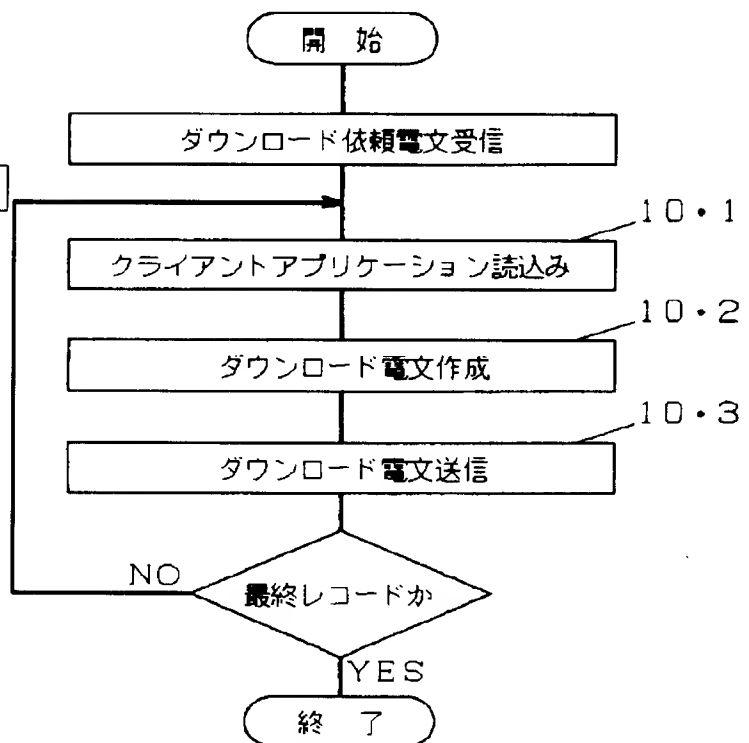 開 始
ダウンロード依頼電文受信
10・1
クライアントアプリケーション読込み
10・2
ダウンロード電文作成
10・3
ダウンロード電文送信
NO
最終レコードか
YES
終 了